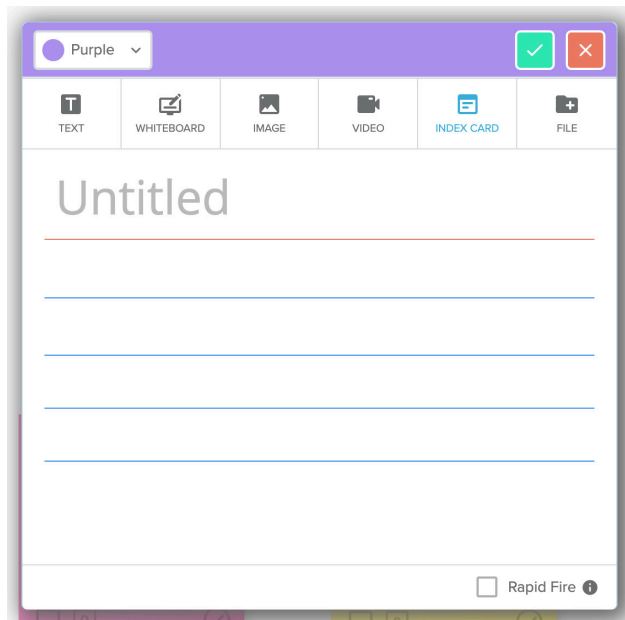 Purple
TEXT WHITEBOARD IMAGE VIDEO INDEX CARD FILE
Untitled
Rapid Fire